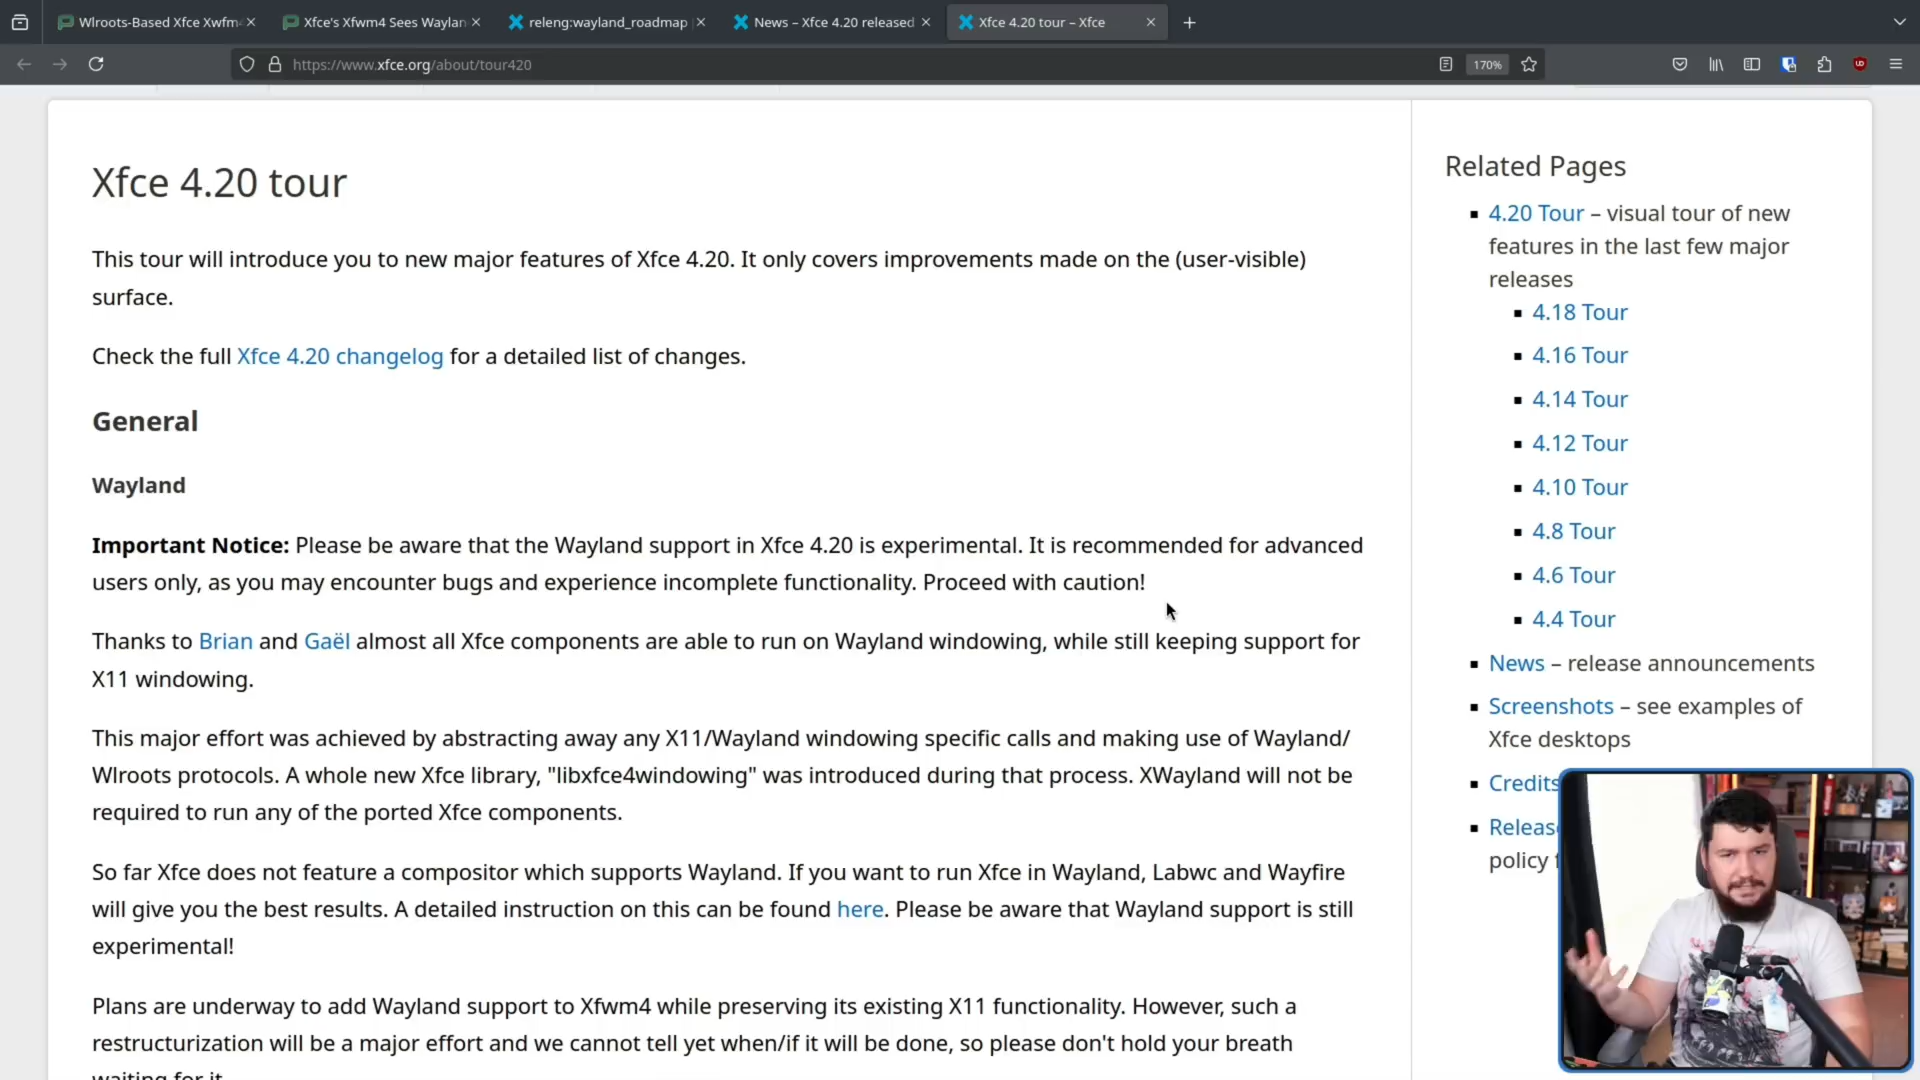 Wlroots-Based Xfce Xwfm4
Xfce's Xfwm4 Sees Waylan
releng:wayland_roadmap
News – Xfce 4.20 released
Xfce 4.20 tour – Xfce
https://www.xfce.org/about/tour420
170%
Xfce 4.20 tour
This tour will introduce you to new major features of Xfce 4.20. It only covers improvements made on the (user-visible)
surface.
Check the full Xfce 4.20 changelog for a detailed list of changes.
General
Wayland
Important Notice: Please be aware that the Wayland support in Xfce 4.20 is experimental. It is recommended for advanced
users only, as you may encounter bugs and experience incomplete functionality. Proceed with caution!
Thanks to Brian and Gaël almost all Xfce components are able to run on Wayland windowing, while still keeping support for
X11 windowing.
This major effort was achieved by abstracting away any X11/Wayland windowing specific calls and making use of Wayland/
Wlroots protocols. A whole new Xfce library, "libxfce4windowing" was introduced during that process. XWayland will not be
required to run any of the ported Xfce components.
So far Xfce does not feature a compositor which supports Wayland. If you want to run Xfce in Wayland, Labwc and Wayfire
will give you the best results. A detailed instruction on this can be found here. Please be aware that Wayland support is still
experimental!
Plans are underway to add Wayland support to Xfwm4 while preserving its existing X11 functionality. However, such a
restructurization will be a major effort and we cannot tell yet when/if it will be done, so please don't hold your breath
waiting for it.
Related Pages
4.20 Tour – visual tour of new
features in the last few major
releases
4.18 Tour
4.16 Tour
4.14 Tour
4.12 Tour
4.10 Tour
4.8 Tour
4.6 Tour
4.4 Tour
News – release announcements
Screenshots – see examples of
Xfce desktops
Credits
Releas
policy